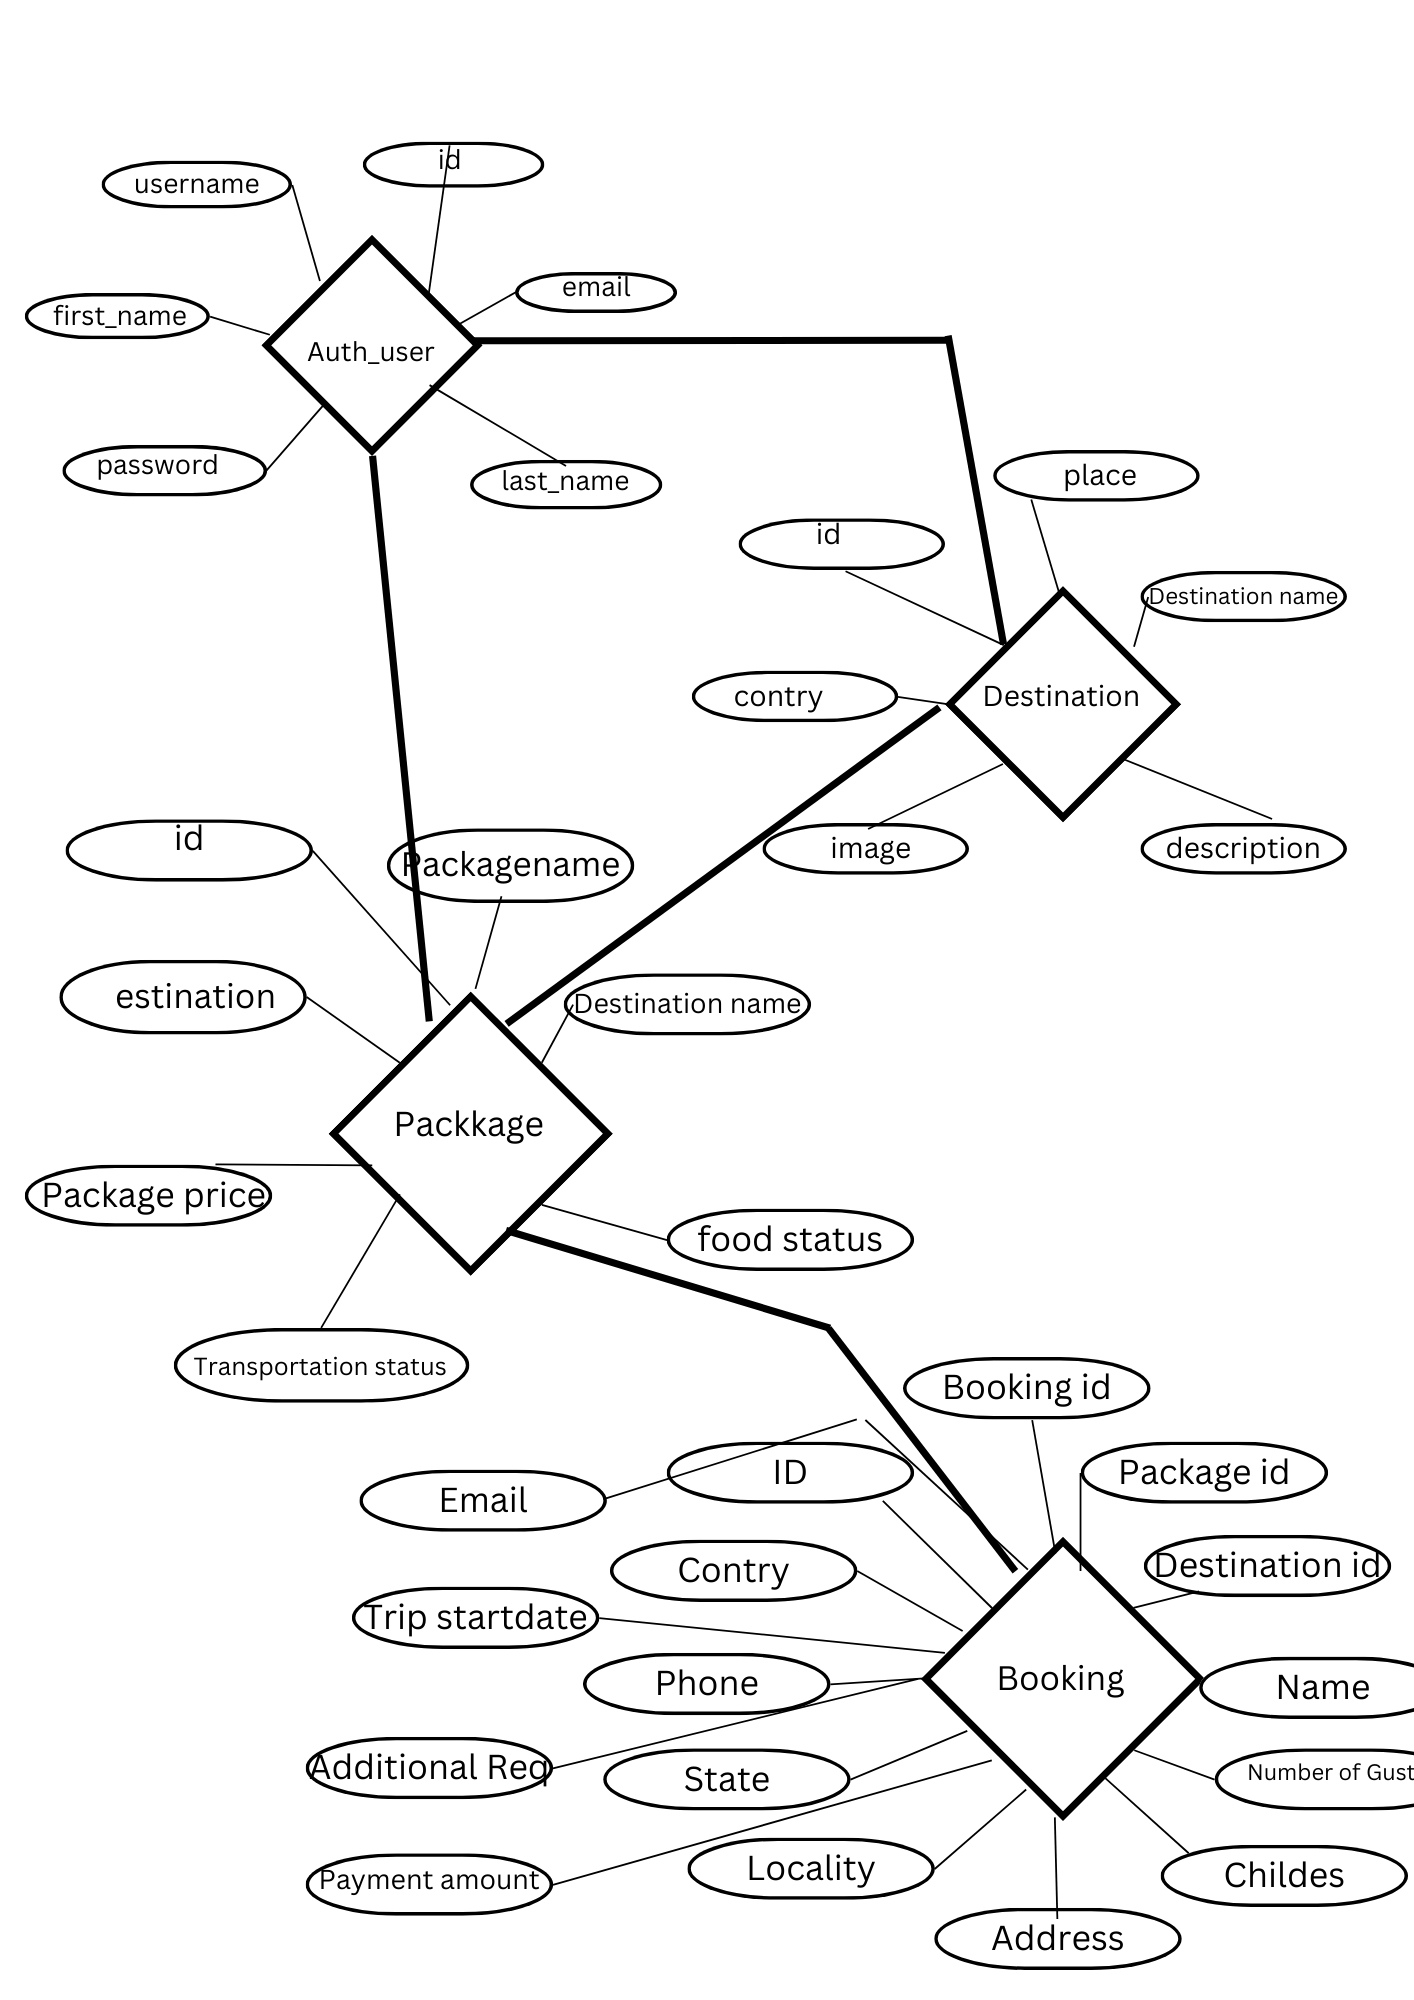 id
username
email
first_name
Auth_user
password
last_name
place
id
Destination name
contry
Destination
image
description
id
Packagename
estination
Destination name
Packkage
Package price
food status
Transportation status
Booking id
ID
Package id
Email
Contry
Destination id
Trip startdate
Phone
Booking
Name
Additional Req
State
Number of Gust
Locality
Childes
Payment amount
Address